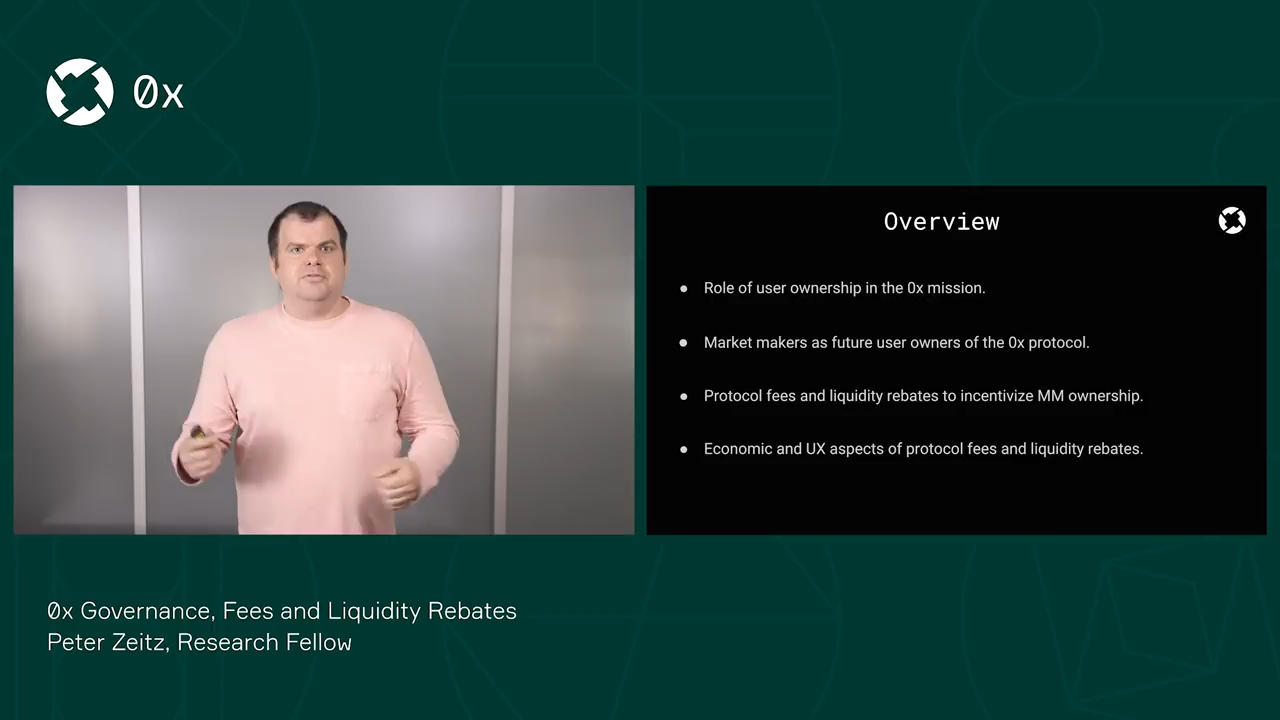 0x
Overview
Role of user ownership in the 0x mission.
Market makers as future user owners of the 0x protocol.
Protocol fees and liquidity rebates to incentivize MM ownership.
Economic and UX aspects of protocol fees and liquidity rebates.
0x Governance, Fees and Liquidity Rebates
Peter Zeitz, Research Fellow